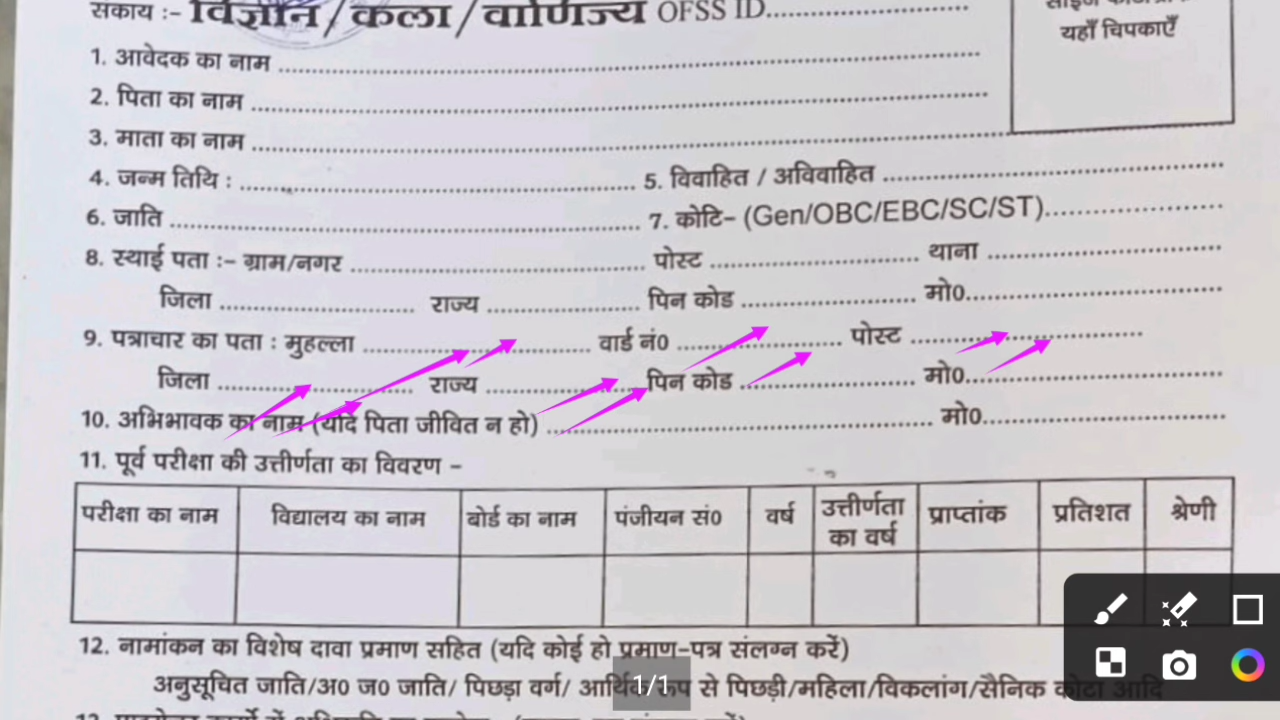 संकाय :- विज्ञान/कला/वाणिज्य OFSS ID
यहाँ चिपकाएँ
1. आवेदक का नाम
2. पिता का नाम
3. माता का नाम
4. जन्म तिथि : 5. विवाहित / अविवाहित
6. जाति 7. कोटि- (Gen/OBC/EBC/SC/ST)
8. स्थाई पता :- ग्राम/नगर पोस्ट थाना
जिला राज्य पिन कोड मो0
9. पत्राचार का पता : मुहल्ला वार्ड नं0 पोस्ट
जिला राज्य पिन कोड मो0
10. अभिभावक का नाम (यदि पिता जीवित न हो) मो0
11. पूर्व परीक्षा की उत्तीर्णता का विवरण -
परीक्षा का नाम विद्यालय का नाम बोर्ड का नाम पंजीयन सं0 वर्ष उत्तीर्णता का वर्ष प्राप्तांक प्रतिशत श्रेणी
12. नामांकन का विशेष दावा प्रमाण सहित (यदि कोई हो प्रमाण-पत्र संलग्न करें)
अनुसूचित जाति/अ0 ज0 जाति/ पिछड़ा वर्ग/ आर्थिक रूप से पिछड़ी/महिला/विकलांग/सैनिक कोटा आदि
1/1